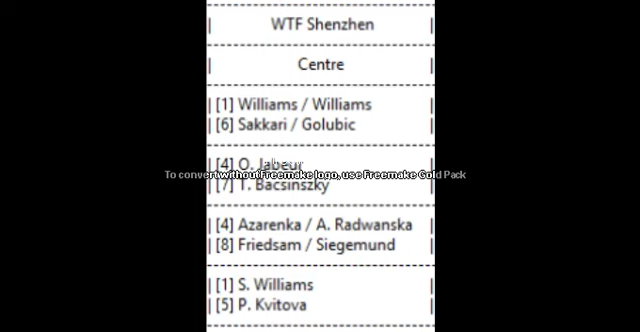 WTF Shenzhen
Centre
[1] Williams / Williams
[6] Sakkari / Golubic
[4] O. Jabeur
To convert without Freemake logo, use Freemake Gold Pack
[7] T. Bacsinszky
[4] Azarenka / A. Radwanska
[8] Friedsam / Siegemund
[1] S. Williams
[5] P. Kvitova